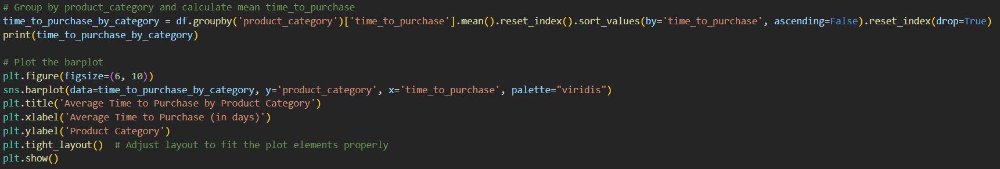 # Group by product_category and calculate mean time_to_purchase
time_to_purchase_by_category = df.groupby('product_category')['time_to_purchase'].mean().reset_index().sort_values(by='time_to_purchase', ascending=False).reset_index(drop=True)
print(time_to_purchase_by_category)

# Plot the barplot
plt.figure(figsize=(6, 10))
sns.barplot(data=time_to_purchase_by_category, y='product_category', x='time_to_purchase', palette="viridis")
plt.title('Average Time to Purchase by Product Category')
plt.xlabel('Average Time to Purchase (in days)')
plt.ylabel('Product Category')
plt.tight_layout()  # Adjust layout to fit the plot elements properly
plt.show()